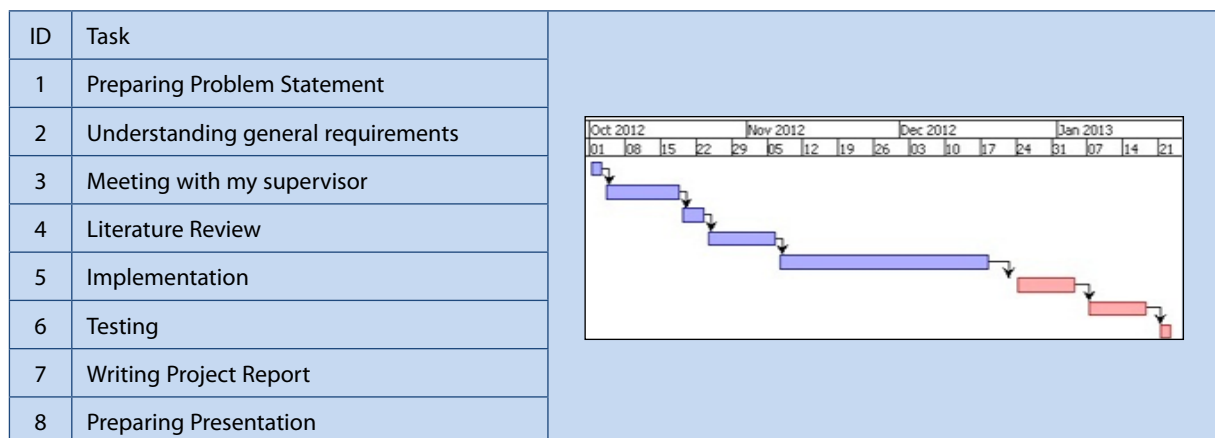 ID Task
1 Preparing Problem Statement
2 Understanding general requirements
3 Meeting with my supervisor
4 Literature Review
5 Implementation
6 Testing
7 Writing Project Report
8 Preparing Presentation
Oct 2012 Nov 2012 Dec 2012 Jan 2013
01 08 15 22 29 05 12 19 26 03 10 17 24 31 07 14 21